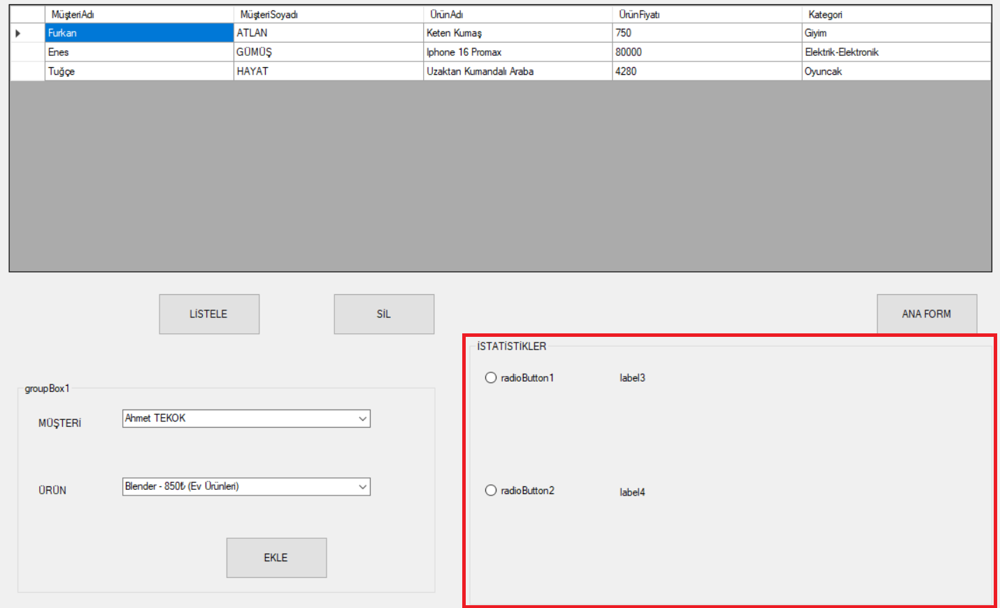 MüşteriAdı MüşteriSoyadı ÜrünAdı ÜrünFiyatı Kategori
Furkan ATLAN Keten Kumaş 750 Giyim
Enes GÜMÜŞ Iphone 16 Promax 80000 Elektrik-Elektronik
Tuğçe HAYAT Uzaktan Kumandalı Araba 4280 Oyuncak
LİSTELE SİL ANA FORM
groupBox1
MÜŞTERİ Ahmet TEKOK
ÜRÜN Blender - 850₺ (Ev Ürünleri)
EKLE
İSTATİSTİKLER
radioButton1 label3
radioButton2 label4